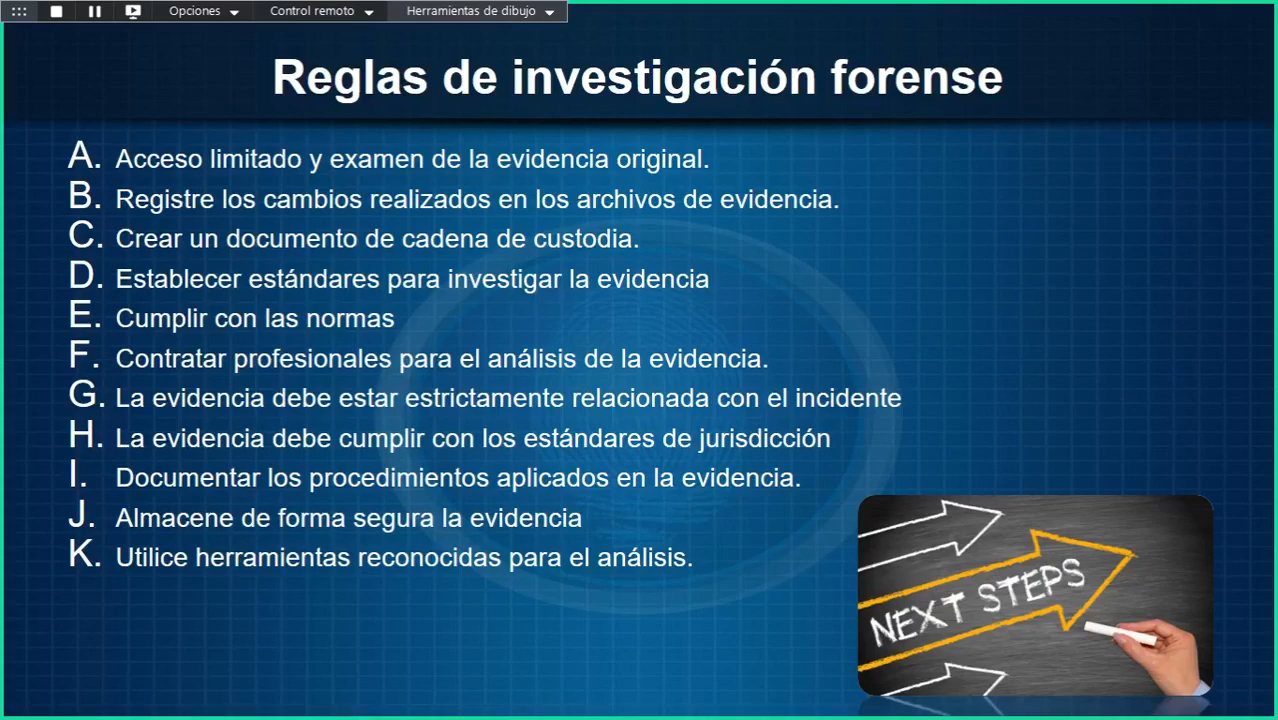 Opciones Control remoto Herramientas de dibujo
Reglas de investigación forense
A. Acceso limitado y examen de la evidencia original.
B. Registre los cambios realizados en los archivos de evidencia.
C. Crear un documento de cadena de custodia.
D. Establecer estándares para investigar la evidencia
E. Cumplir con las normas
F. Contratar profesionales para el análisis de la evidencia.
G. La evidencia debe estar estrictamente relacionada con el incidente
H. La evidencia debe cumplir con los estándares de jurisdicción
I. Documentar los procedimientos aplicados en la evidencia.
J. Almacene de forma segura la evidencia
K. Utilice herramientas reconocidas para el análisis.
NEXT STEPS